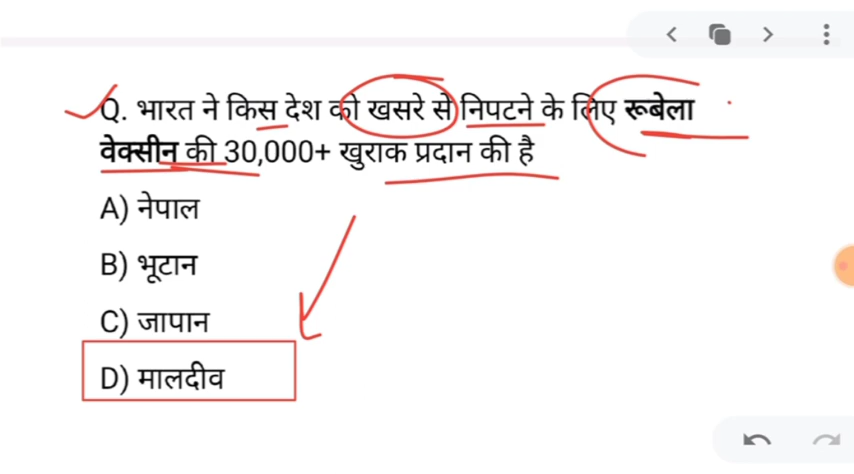 Q. भारत ने किस देश को खसरे से निपटने के लिए रूबेला
वेक्सीन की 30,000+ खुराक प्रदान की है
A) नेपाल
B) भूटान
C) जापान
D) मालदीव